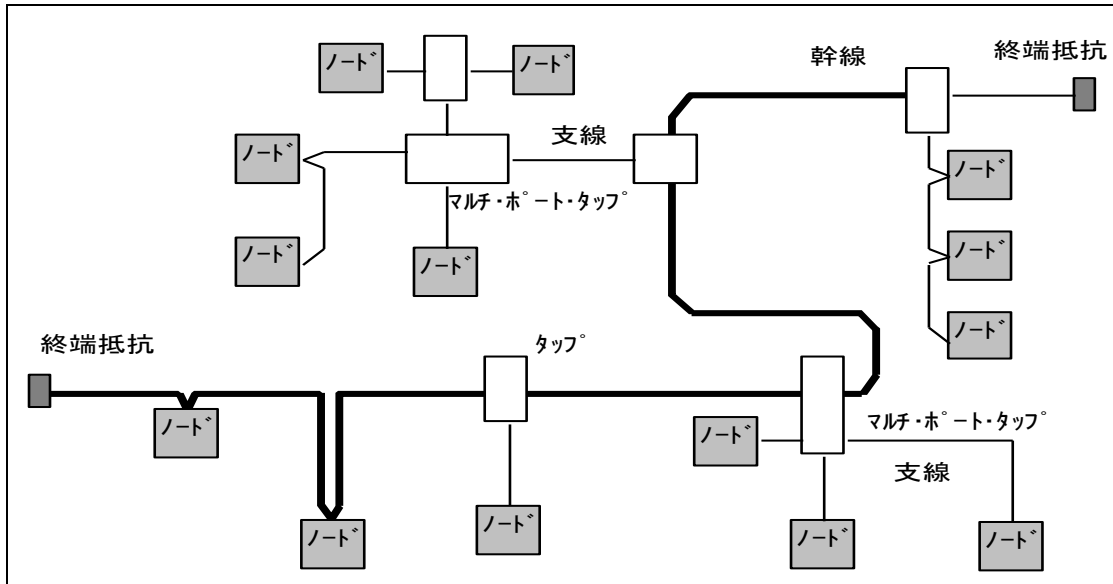 ノード ノード
幹線 終端抵抗
ノード 支線 ノード
マルチ・ポート・タップ
ノード ノード ノード
ノード
終端抵抗 タップ
ノード ノード マルチ・ポート・タップ
支線
ノード ノード ノード ノード